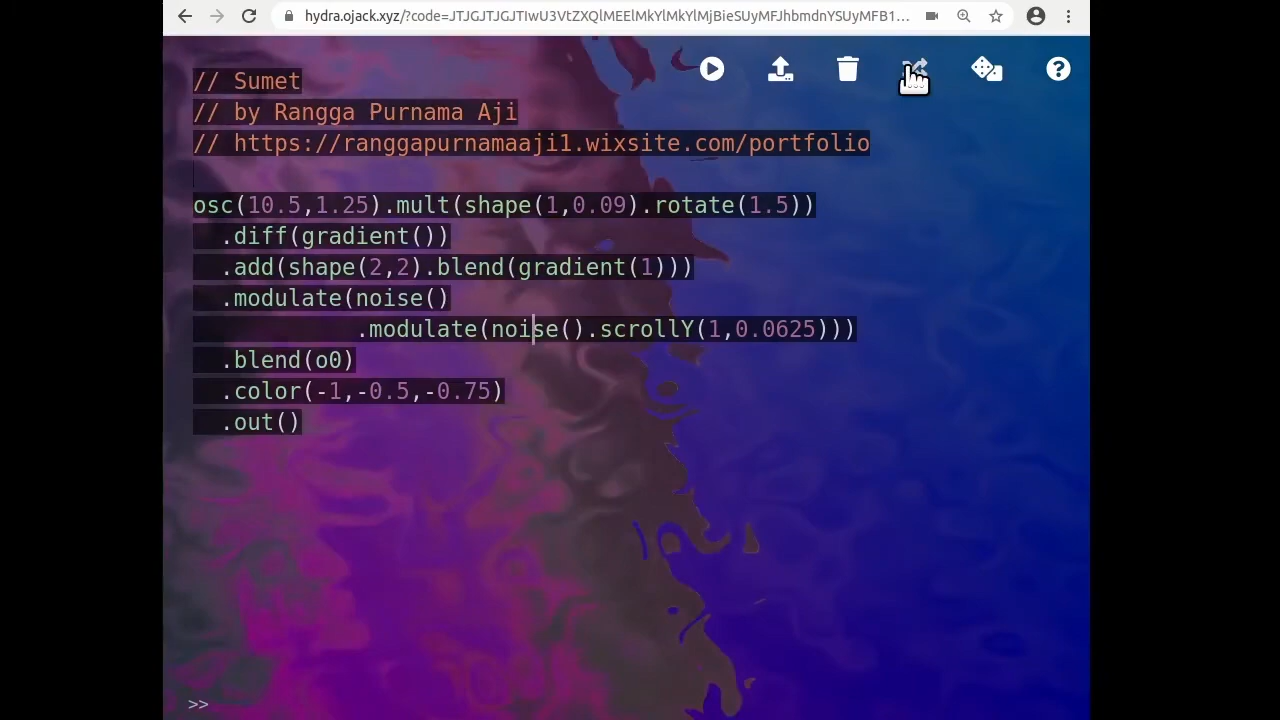 hydra.ojack.xyz/?code=JTJGJTJGJTIwU3VtZXQlMEElMkYlMkYlMjBieSUyMFJhbmdnYSUyMFB1...
// Sumet
// by Rangga Purnama Aji
// https://ranggapurnamaaji1.wixsite.com/portfolio
osc(10.5,1.25).mult(shape(1,0.09).rotate(1.5))
.diff(gradient())
.add(shape(2,2).blend(gradient(1)))
.modulate(noise()
.modulate(noise().scrollY(1,0.0625)))
.blend(o0)
.color(-1,-0.5,-0.75)
.out()
>>